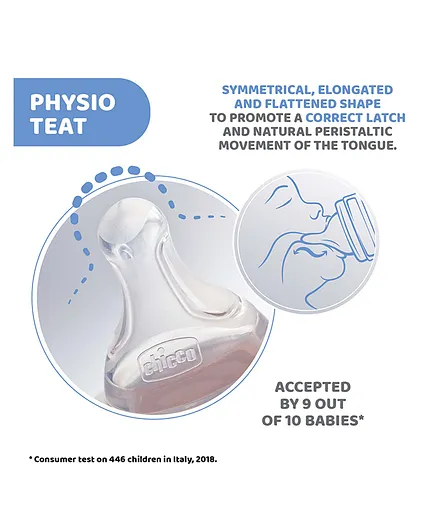 PHYSIO
TEAT
SYMMETRICAL, ELONGATED
AND FLATTENED SHAPE
TO PROMOTE A CORRECT LATCH
AND NATURAL PERISTALTIC
MOVEMENT OF THE TONGUE.
chicco
ACCEPTED
BY 9 OUT
OF 10 BABIES*
* Consumer test on 446 children in Italy, 2018.